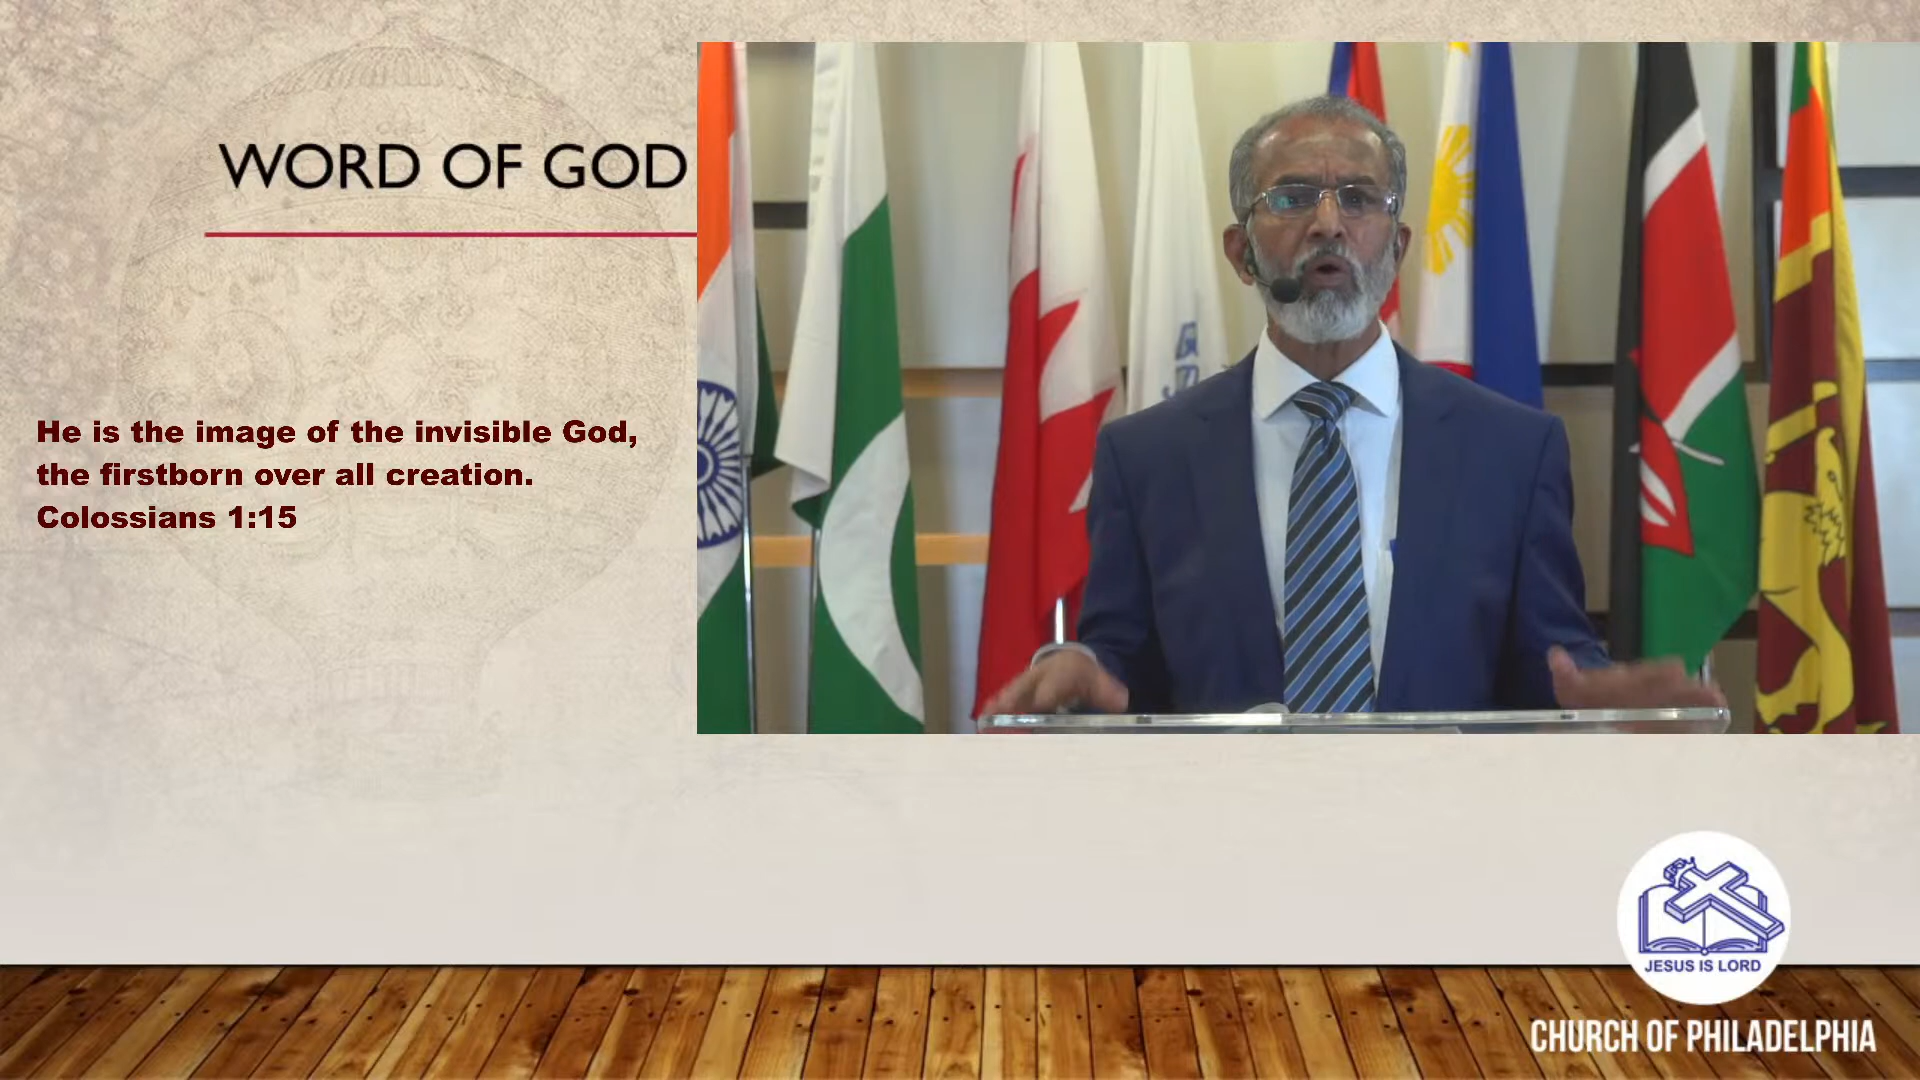 WORD OF GOD
He is the image of the invisible God,
the firstborn over all creation.
Colossians 1:15
JESUS IS LORD
CHURCH OF PHILADELPHIA